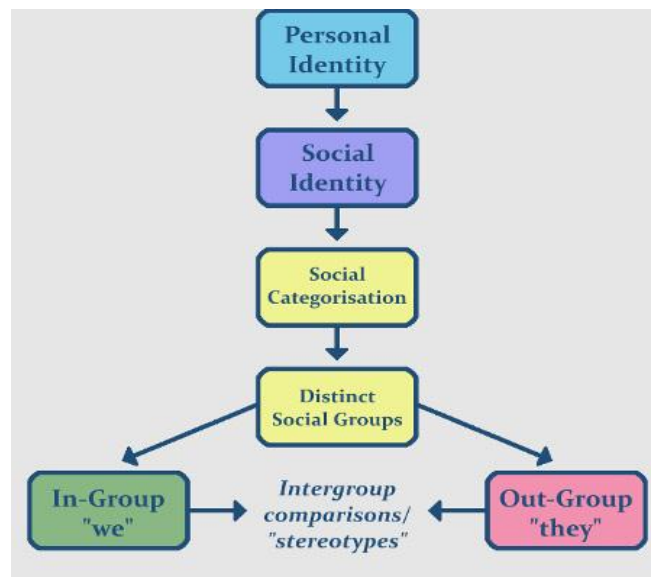 Personal
Identity
Social
Identity
Social
Categorisation
Distinct
Social Groups
In-Group
"we"
Intergroup
comparisons/
"stereotypes"
Out-Group
"they"